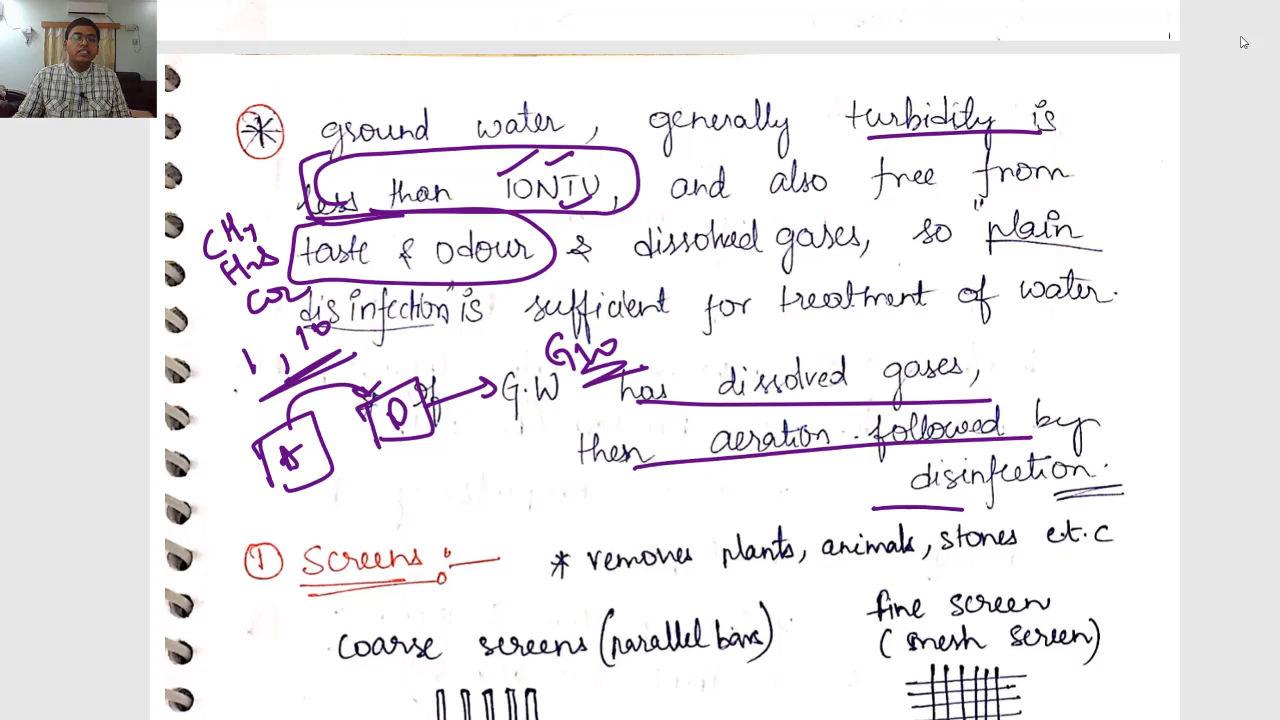 ground water, generally turbidity is
less than 10NTU, and also free from
CH4
H2S
CO2
taste & odour & dissolved gases, so "plain
disinfection" is sufficient for treatment of water.
1, 10
G10
A
D
if G.W has dissolved gases,
then aeration followed by
disinfection.
① Screens :- * removes plants, animals, stones e.t.c
coarse screens (parallel bars)
fine screen
(mesh screen)